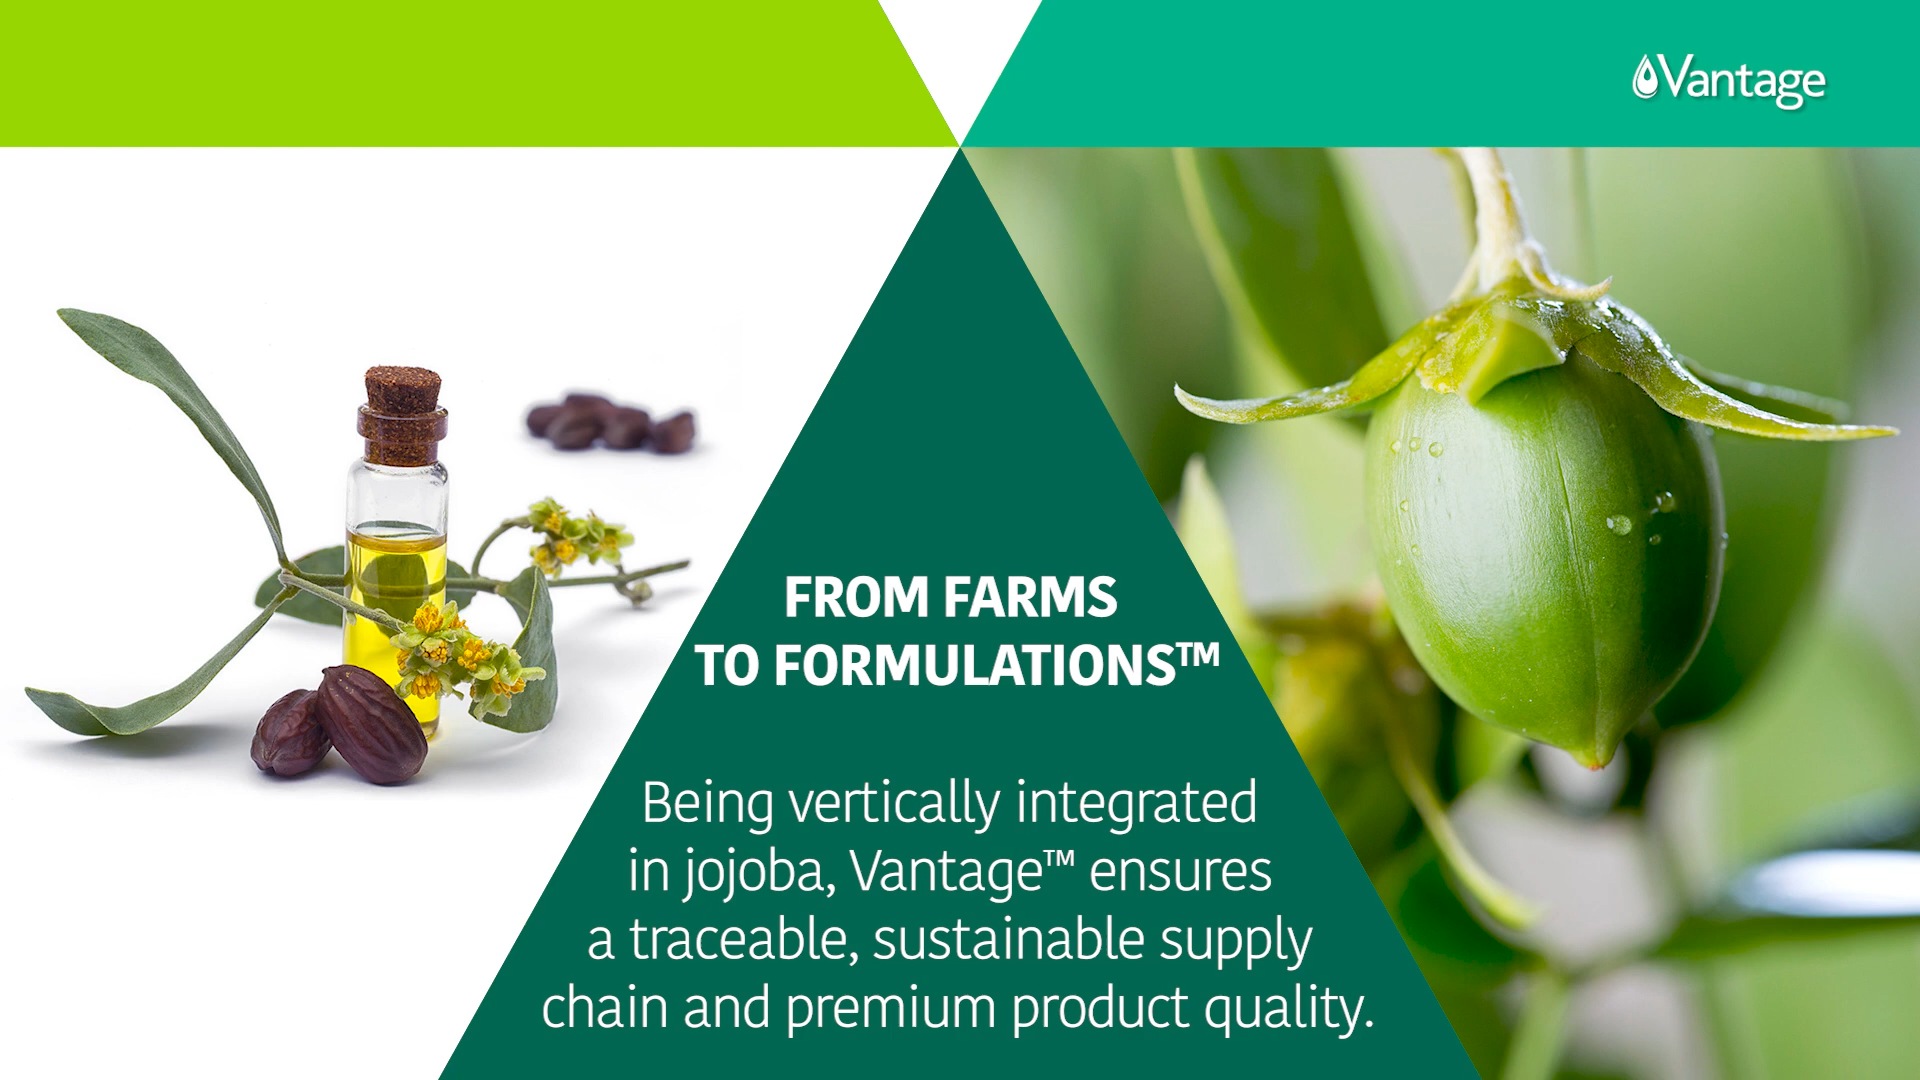 Vantage
FROM FARMS
TO FORMULATIONS™
Being vertically integrated
in jojoba, Vantage™ ensures
a traceable, sustainable supply
chain and premium product quality.